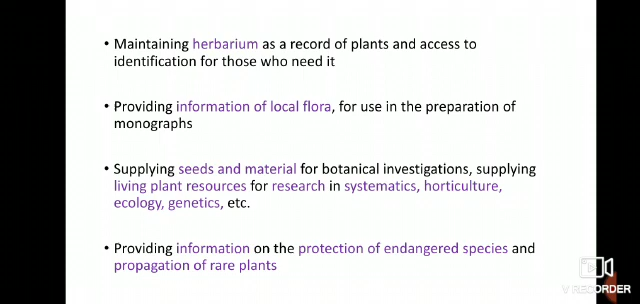 • Maintaining herbarium as a record of plants and access to
identification for those who need it
• Providing information of local flora, for use in the preparation of
monographs
• Supplying seeds and material for botanical investigations, supplying
living plant resources for research in systematics, horticulture,
ecology, genetics, etc.
• Providing information on the protection of endangered species and
propagation of rare plants
V RECORDER